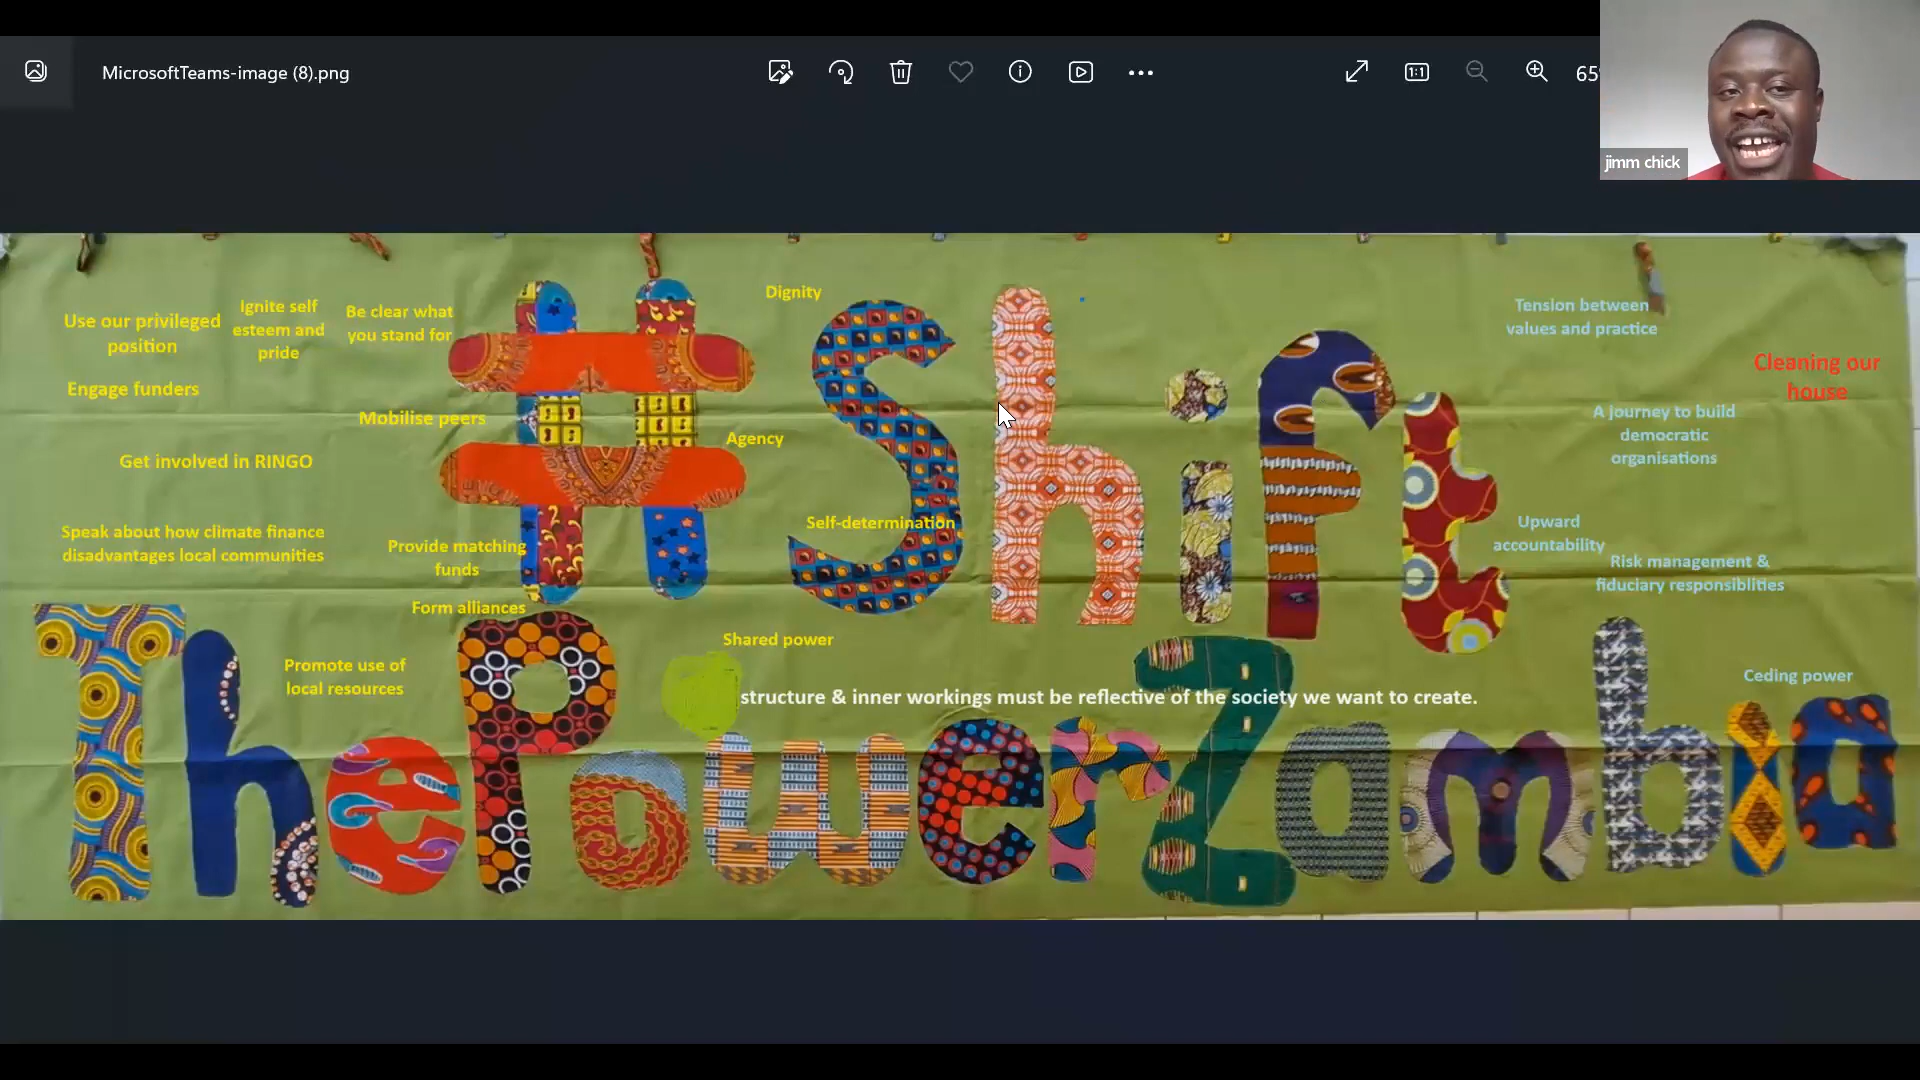 MicrosoftTeams-image (8).png
65
jimm chick
Use our privileged
position
Ignite self
esteem and
pride
Be clear what
you stand for
Dignity
Tension between
values and practice
Cleaning our
house
Engage funders
Mobilise peers
Agency
A journey to build
democratic
organisations
Get involved in RINGO
Self-determination
Speak about how climate finance
disadvantages local communities
Provide matching
funds
Upward
accountability
Risk management &
fiduciary responsiblities
Form alliances
Shared power
Promote use of
local resources
Ceding power
structure & inner workings must be reflective of the society we want to create.
#Shift
ThePowerZambia